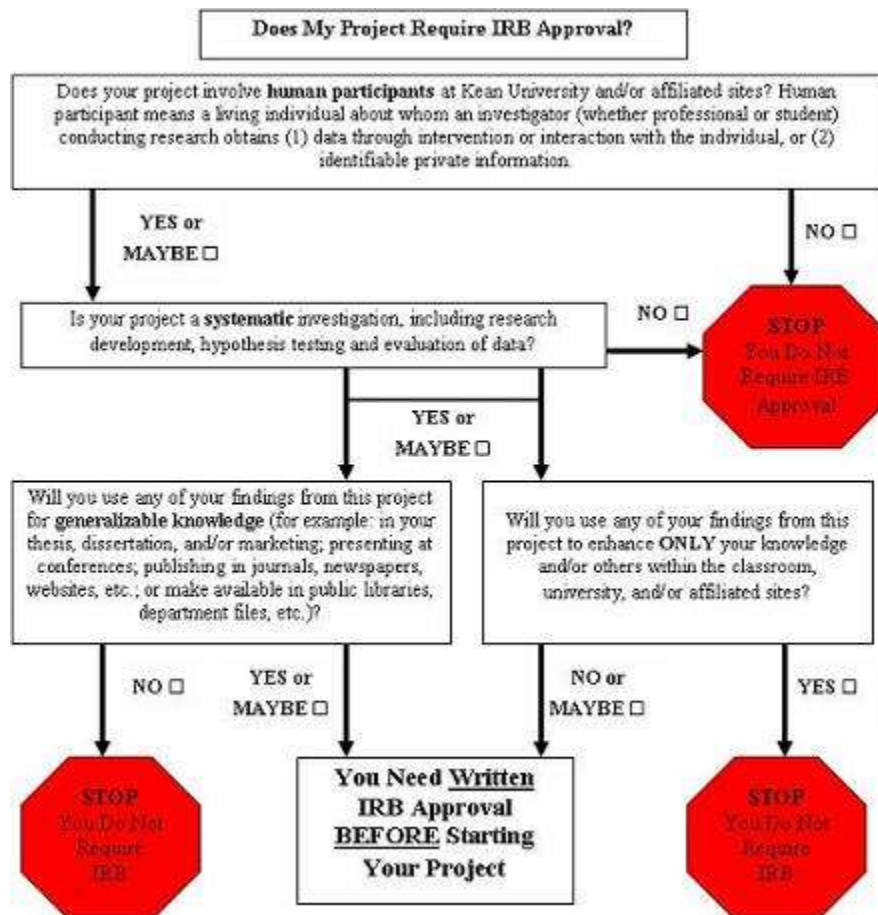 Does My Project Require IRB Approval?
Does your project involve human participants at Kean University and/or affiliated sites? Human
participant means a living individual about whom an investigator (whether professional or student)
conducting research obtains (1) data through intervention or interaction with the individual, or (2)
identifiable private information.
YES or
MAYBE ☐
NO ☐
Is your project a systematic investigation, including research
development, hypothesis testing and evaluation of data?
NO ☐
STOP
You Do Not
Require IRB
Approval
YES or
MAYBE ☐
Will you use any of your findings from this project
for generalizable knowledge (for example: in your
thesis, dissertation, and/or marketing; presenting at
conferences; publishing in journals, newspapers,
websites, etc.; or make available in public libraries,
department files, etc.)?
Will you use any of your findings from this
project to enhance ONLY your knowledge
and/or others within the classroom,
university, and/or affiliated sites?
NO ☐
YES or
MAYBE ☐
NO or
MAYBE ☐
YES ☐
STOP
You Do Not
Require
IRB
You Need Written
IRB Approval
BEFORE Starting
Your Project
STOP
You Do Not
Require
IRB